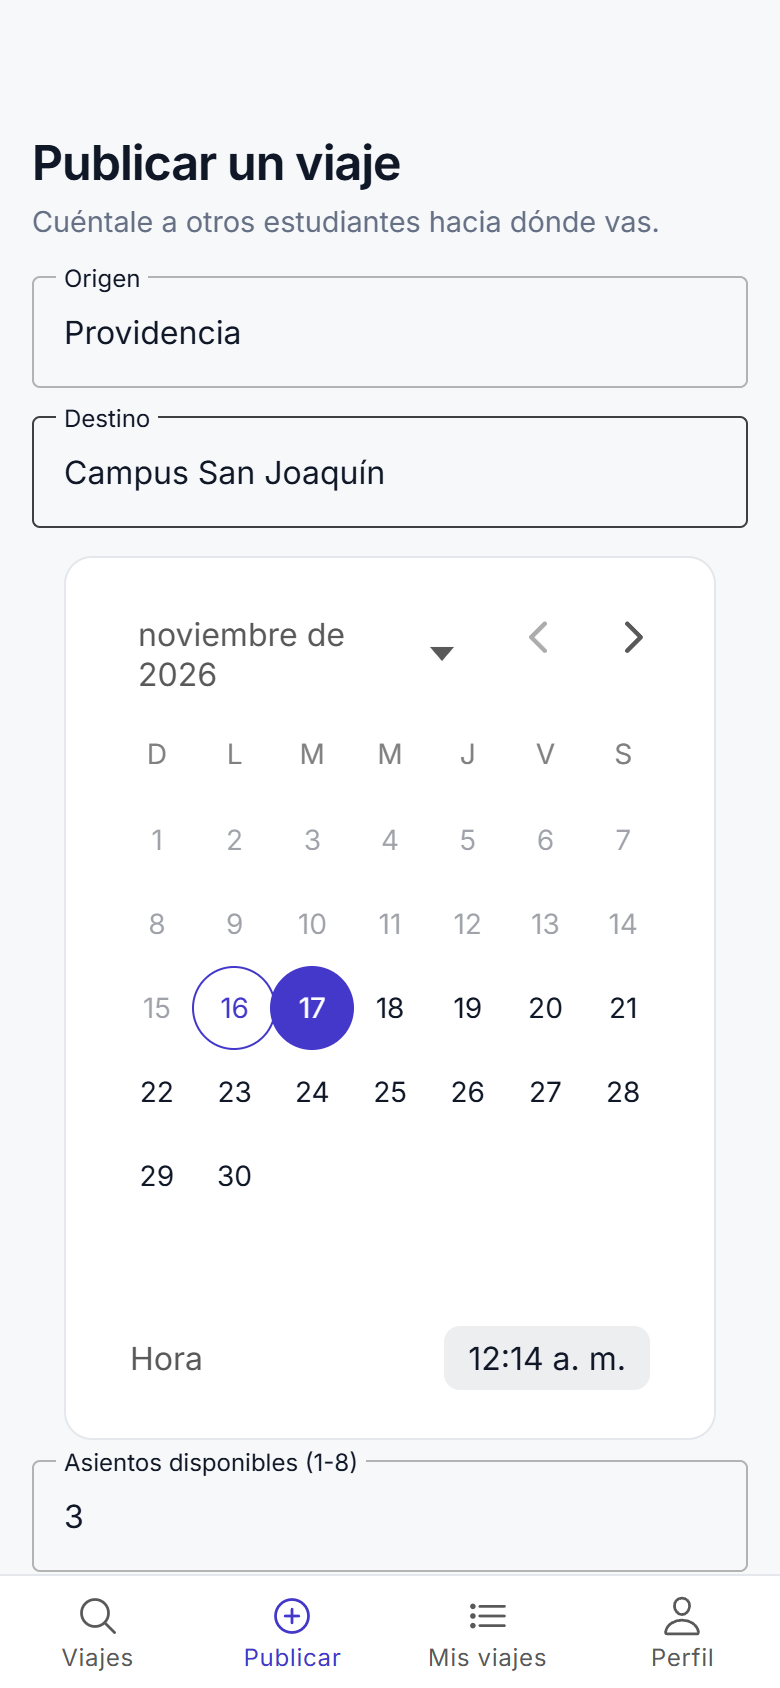 Publicar un viaje
Cuéntale a otros estudiantes hacia dónde vas.
Origen
Providencia
Destino
Campus San Joaquín
noviembre de
2026
D L M M J V S
1 2 3 4 5 6 7
8 9 10 11 12 13 14
15 16 17 18 19 20 21
22 23 24 25 26 27 28
29 30
Hora 12:14 a. m.
Asientos disponibles (1-8)
3
Viajes Publicar Mis viajes Perfil